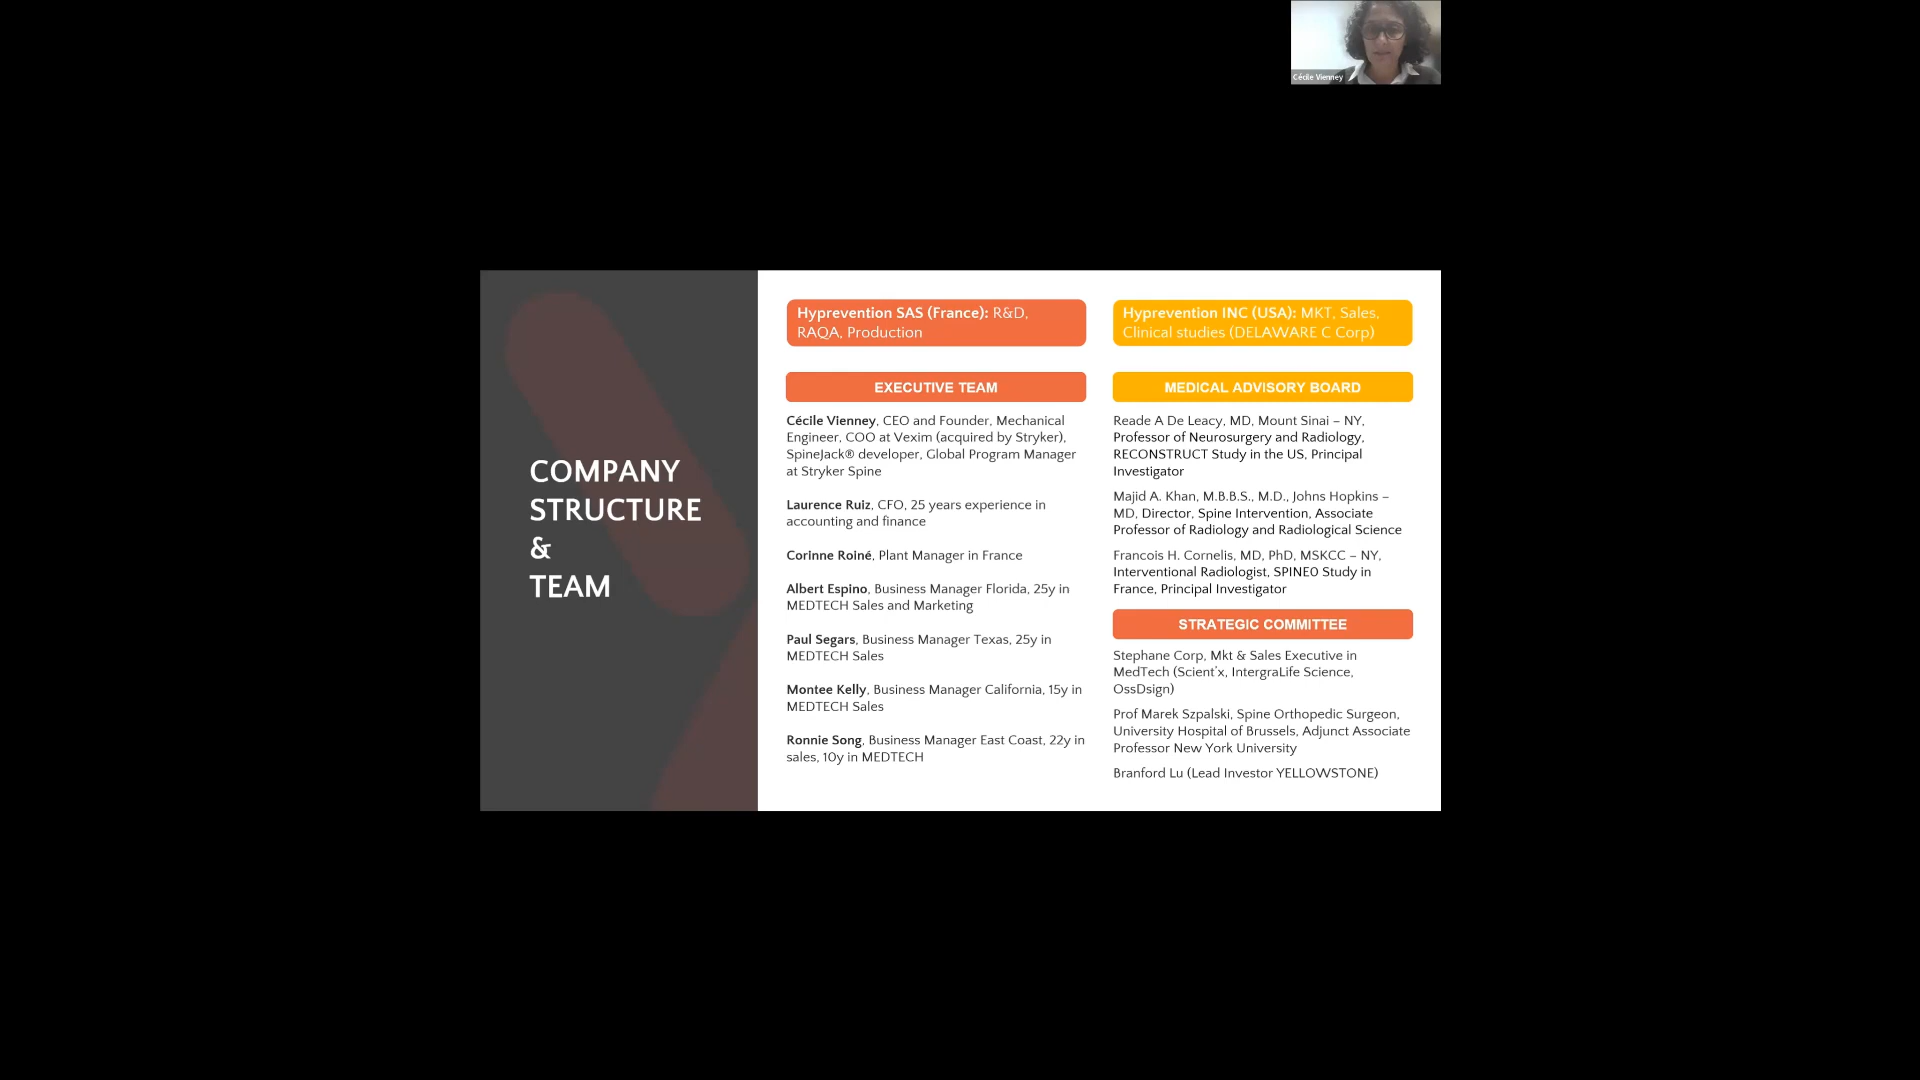 Cécile Vienney
COMPANY
STRUCTURE
&
TEAM
Hyprevention SAS (France): R&D,
RAQA, Production
EXECUTIVE TEAM
Cécile Vienney, CEO and Founder, Mechanical
Engineer, COO at Vexim (acquired by Stryker),
SpineJack® developer, Global Program Manager
at Stryker Spine
Laurence Ruiz, CFO, 25 years experience in
accounting and finance
Corinne Roiné, Plant Manager in France
Albert Espino, Business Manager Florida, 25y in
MEDTECH Sales and Marketing
Paul Segars, Business Manager Texas, 25y in
MEDTECH Sales
Montee Kelly, Business Manager California, 15y in
MEDTECH Sales
Ronnie Song, Business Manager East Coast, 22y in
sales, 10y in MEDTECH
Hyprevention INC (USA): MKT, Sales,
Clinical studies (DELAWARE C Corp)
MEDICAL ADVISORY BOARD
Reade A De Leacy, MD, Mount Sinai – NY,
Professor of Neurosurgery and Radiology,
RECONSTRUCT Study in the US, Principal
Investigator
Majid A. Khan, M.B.B.S., M.D., Johns Hopkins –
MD, Director, Spine Intervention, Associate
Professor of Radiology and Radiological Science
Francois H. Cornelis, MD, PhD, MSKCC – NY,
Interventional Radiologist, SPINE0 Study in
France, Principal Investigator
STRATEGIC COMMITTEE
Stephane Corp, Mkt & Sales Executive in
MedTech (Scient'x, IntergraLife Science,
OssDsign)
Prof Marek Szpalski, Spine Orthopedic Surgeon,
University Hospital of Brussels, Adjunct Associate
Professor New York University
Branford Lu (Lead Investor YELLOWSTONE)